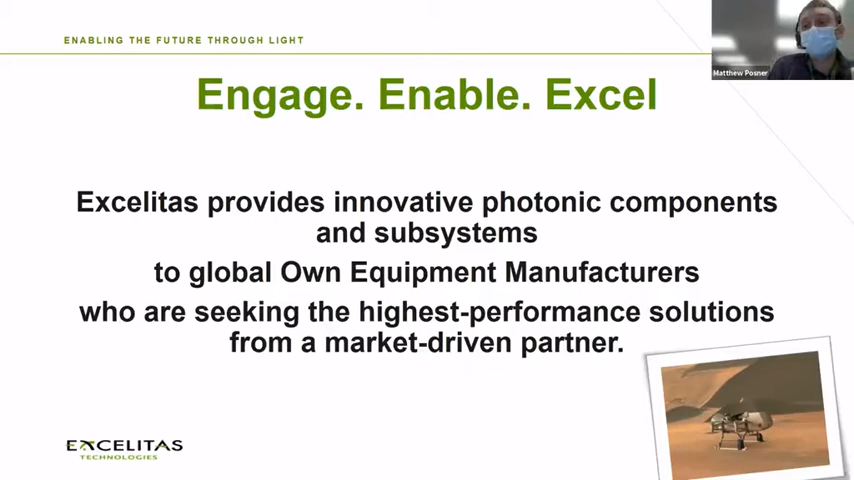 ENABLING THE FUTURE THROUGH LIGHT
Matthew Posner
Engage. Enable. Excel
Excelitas provides innovative photonic components
and subsystems
to global Own Equipment Manufacturers
who are seeking the highest-performance solutions
from a market-driven partner.
EXCELITAS
TECHNOLOGIES